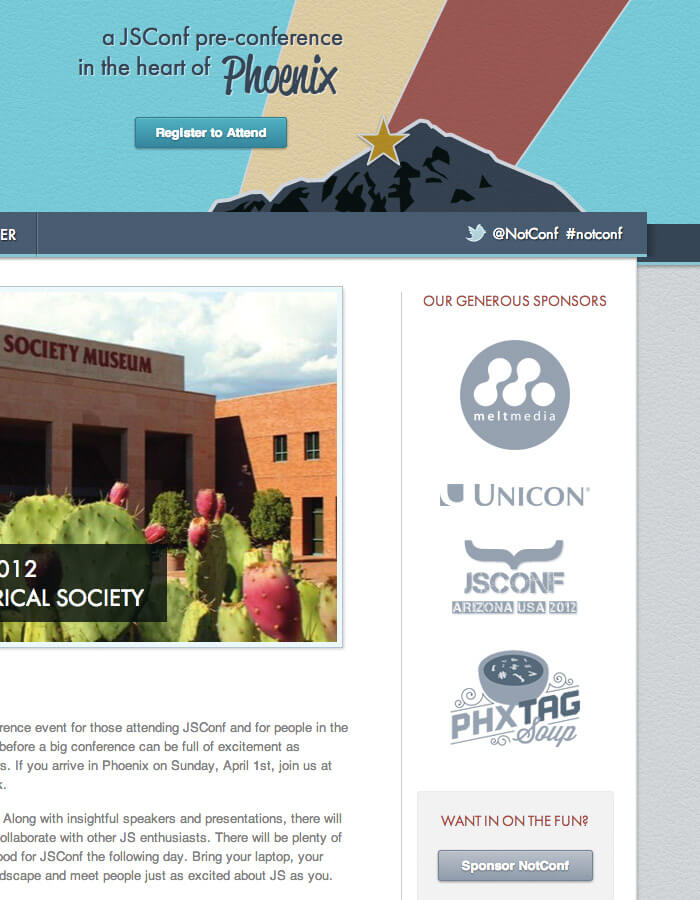 a JSConf pre-conference
in the heart of Phoenix
Register to Attend
ER
@NotConf #notconf
SOCIETY MUSEUM
012
RICAL SOCIETY
rence event for those attending JSConf and for people in the
before a big conference can be full of excitement as
s. If you arrive in Phoenix on Sunday, April 1st, join us at
k.
Along with insightful speakers and presentations, there will
ollaborate with other JS enthusiasts. There will be plenty of
ood for JSConf the following day. Bring your laptop, your
dscape and meet people just as excited about JS as you.
OUR GENEROUS SPONSORS
meltmedia
UNICON®
JSCONF
ARIZONA USA 2012
PHXTAG
Soup
WANT IN ON THE FUN?
Sponsor NotConf